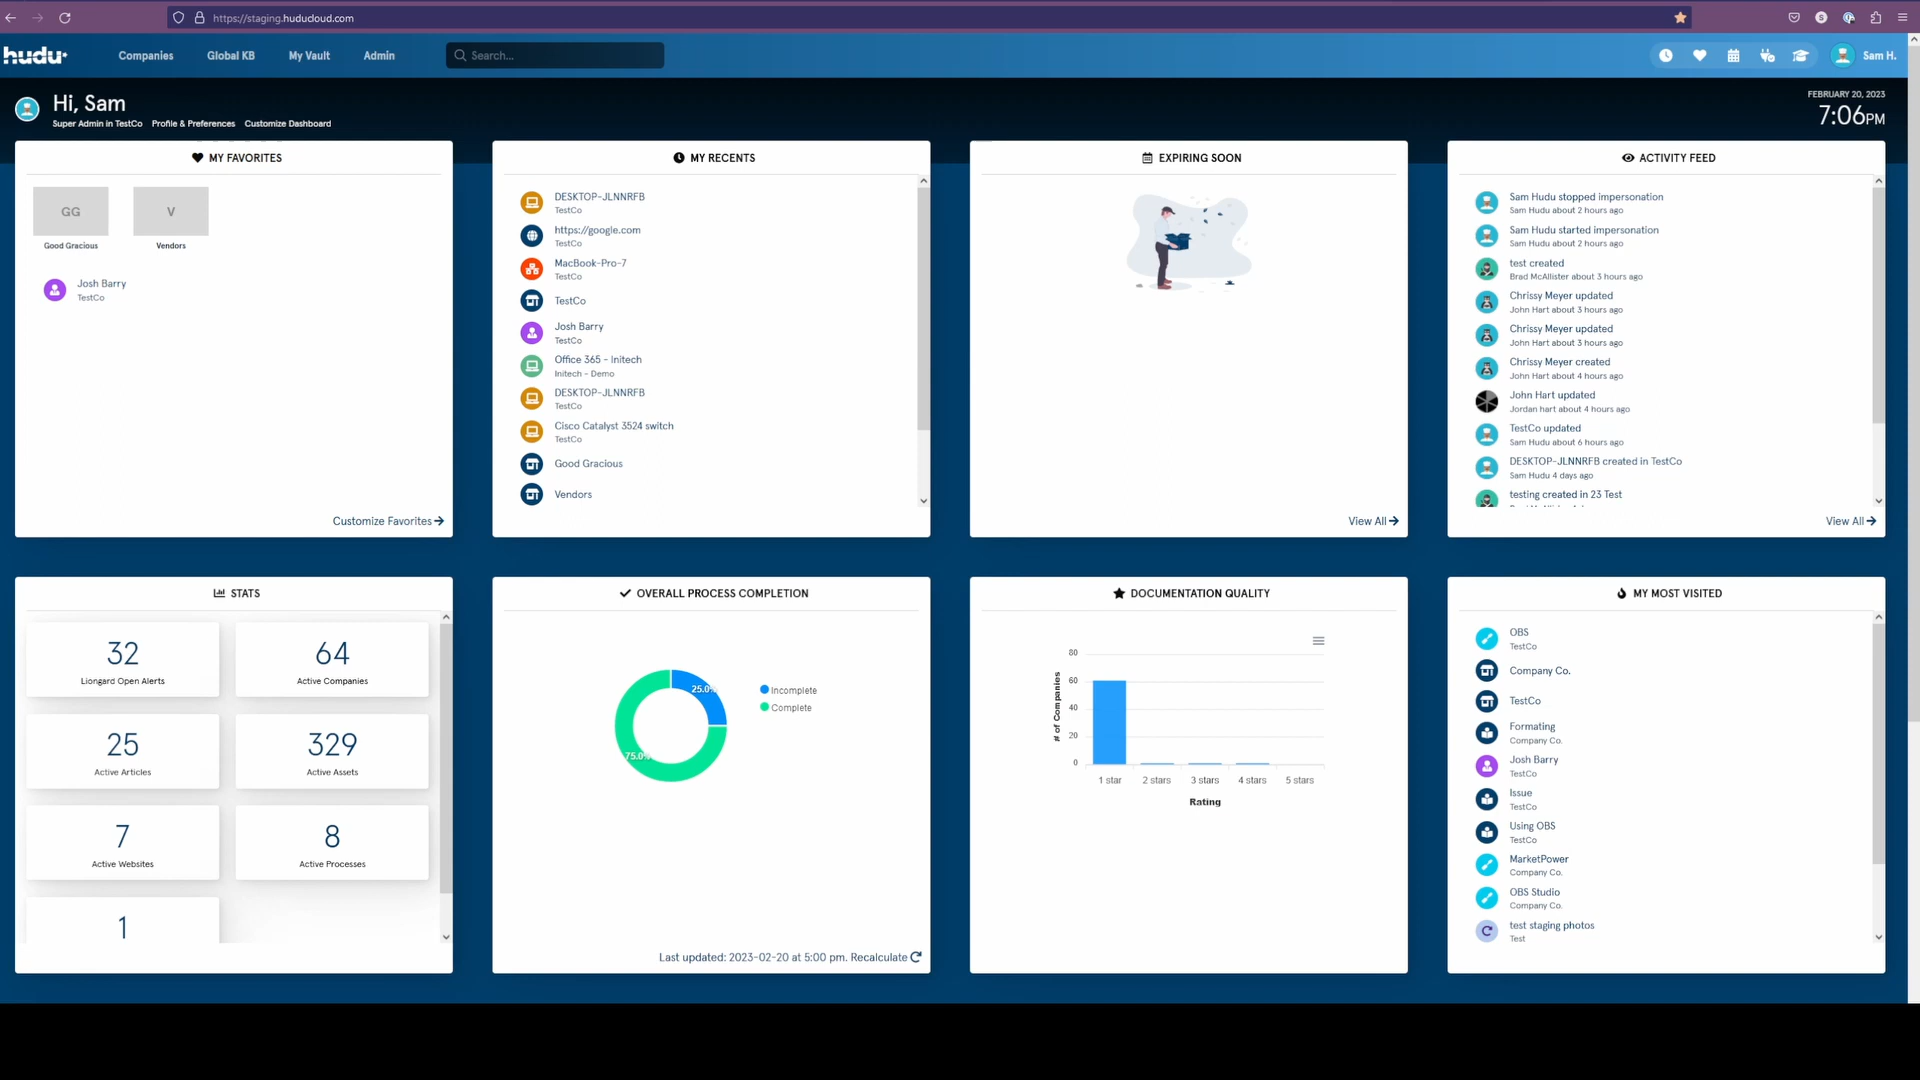 https://staging.huducloud.com
hudu
Companies
Global KB
My Vault
Admin
Search...
Sam H.
Hi, Sam
Super Admin in TestCo
Profile & Preferences
Customize Dashboard
FEBRUARY 20, 2023
7:06PM
MY FAVORITES
GG
V
Good Gracious
Vendors
Josh Barry
TestCo
Customize Favorites
MY RECENTS
DESKTOP-JLNNRFB
TestCo
https://google.com
TestCo
MacBook-Pro-7
TestCo
TestCo
Josh Barry
TestCo
Office 365 - Initech
Initech - Demo
DESKTOP-JLNNRFB
TestCo
Cisco Catalyst 3524 switch
TestCo
Good Gracious
Vendors
EXPIRING SOON
View All
ACTIVITY FEED
Sam Hudu stopped impersonation
Sam Hudu about 2 hours ago
Sam Hudu started impersonation
Sam Hudu about 2 hours ago
test created
Brad McAllister about 3 hours ago
Chrissy Meyer updated
John Hart about 3 hours ago
Chrissy Meyer updated
John Hart about 3 hours ago
Chrissy Meyer created
John Hart about 4 hours ago
John Hart updated
Jordan hart about 4 hours ago
TestCo updated
Sam Hudu about 6 hours ago
DESKTOP-JLNNRFB created in TestCo
Sam Hudu 4 days ago
testing created in 23 Test
View All
STATS
32
Liongard Open Alerts
64
Active Companies
25
Active Articles
329
Active Assets
7
Active Websites
8
Active Processes
1
OVERALL PROCESS COMPLETION
25.0%
75.0%
Incomplete
Complete
Last updated: 2023-02-20 at 5:00 pm. Recalculate
DOCUMENTATION QUALITY
# of Companies
80
60
40
20
0
1 star
2 stars
3 stars
4 stars
5 stars
Rating
MY MOST VISITED
OBS
TestCo
Company Co.
TestCo
Formating
Company Co.
Josh Barry
TestCo
Issue
TestCo
Using OBS
TestCo
MarketPower
Company Co.
OBS Studio
Company Co.
test staging photos
Test